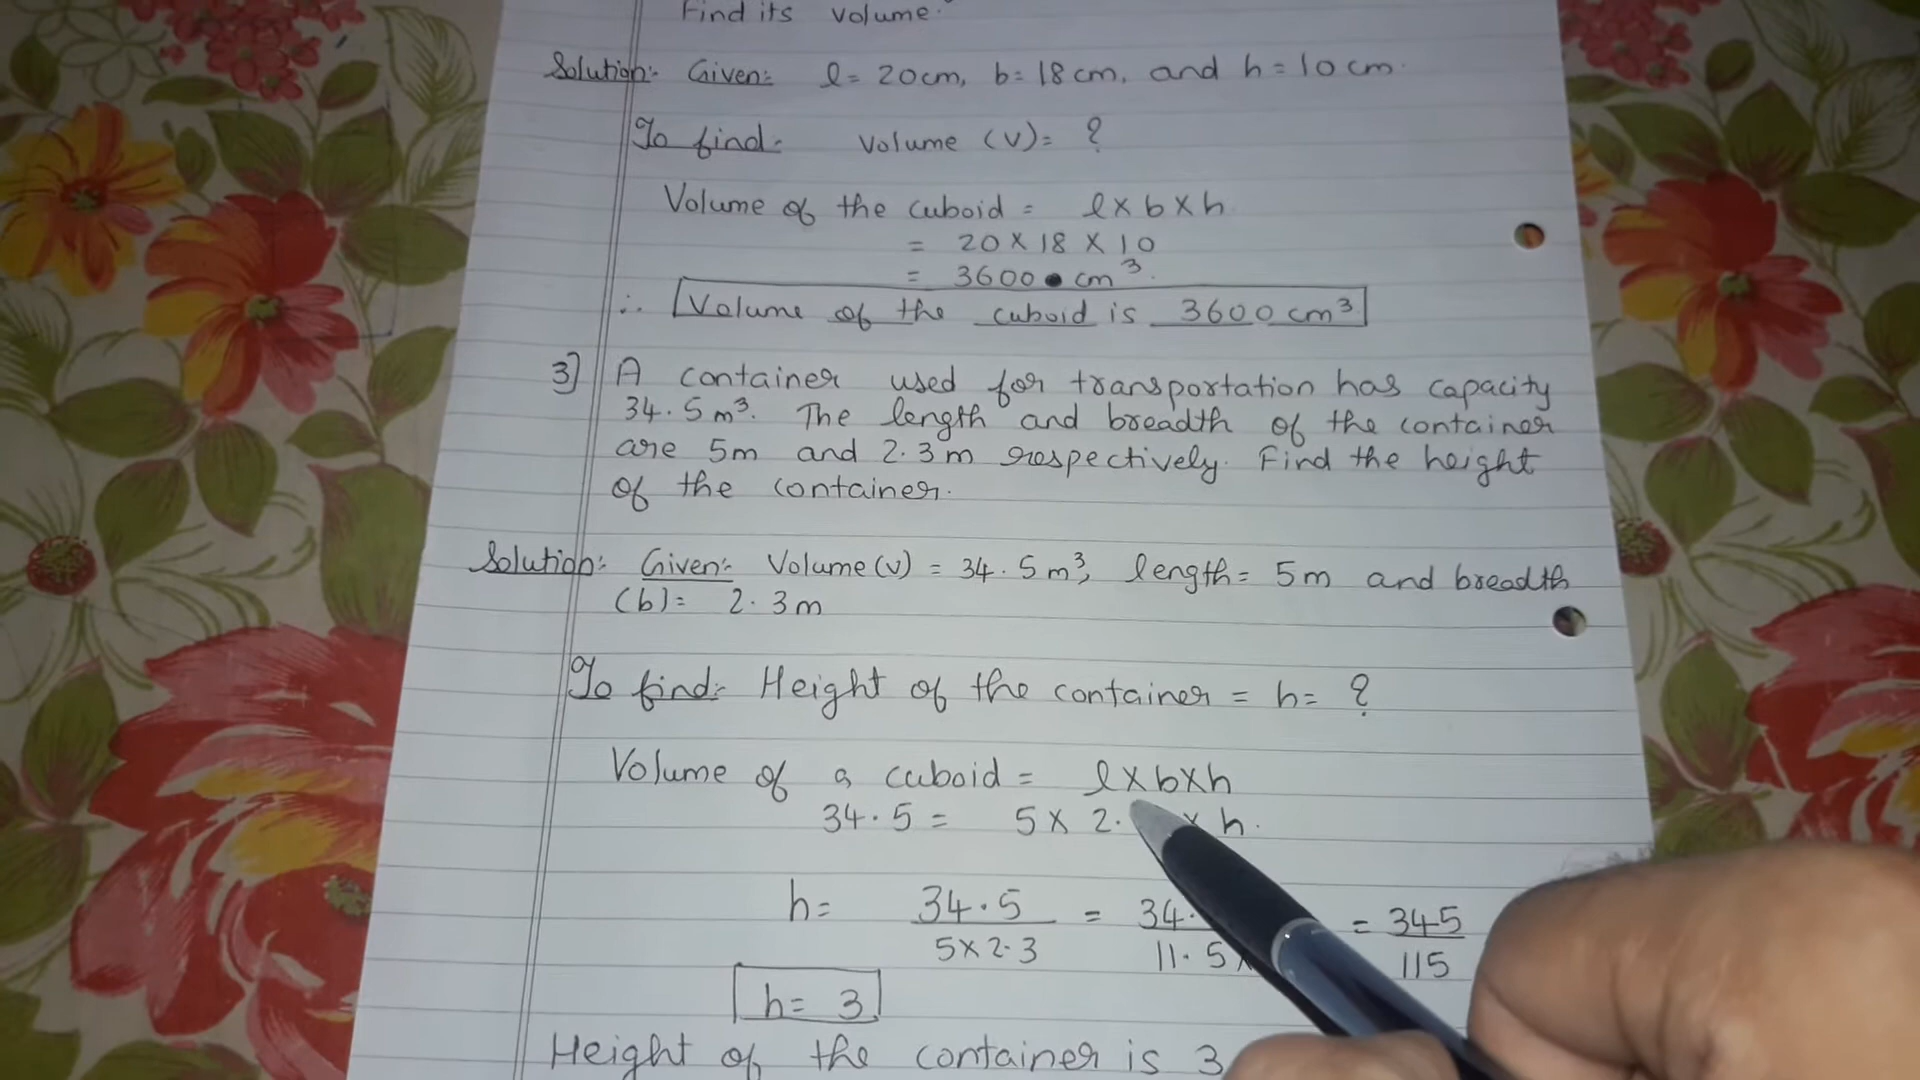 Find its volume.
Solution:- Given:- l = 20cm, b = 18 cm, and h = 10 cm.
To find:- Volume (V) = ?
Volume of the cuboid = l × b × h
= 20 × 18 × 10
= 3600 cm³.
∴ Volume of the cuboid is 3600 cm³
3] A container used for transportation has capacity
34.5 m³. The length and breadth of the container
are 5m and 2.3 m respectively. Find the height
of the container.
Solution:- Given:- Volume (v) = 34.5 m³, length = 5m and breadth
(b) = 2.3 m
To find:- Height of the container = h = ?
Volume of a cuboid = l × b × h
34.5 = 5 × 2. × h.
h = 34.5 / 5 × 2.3 = 34. / 11.5 × = 345 / 115
h = 3
Height of the container is 3